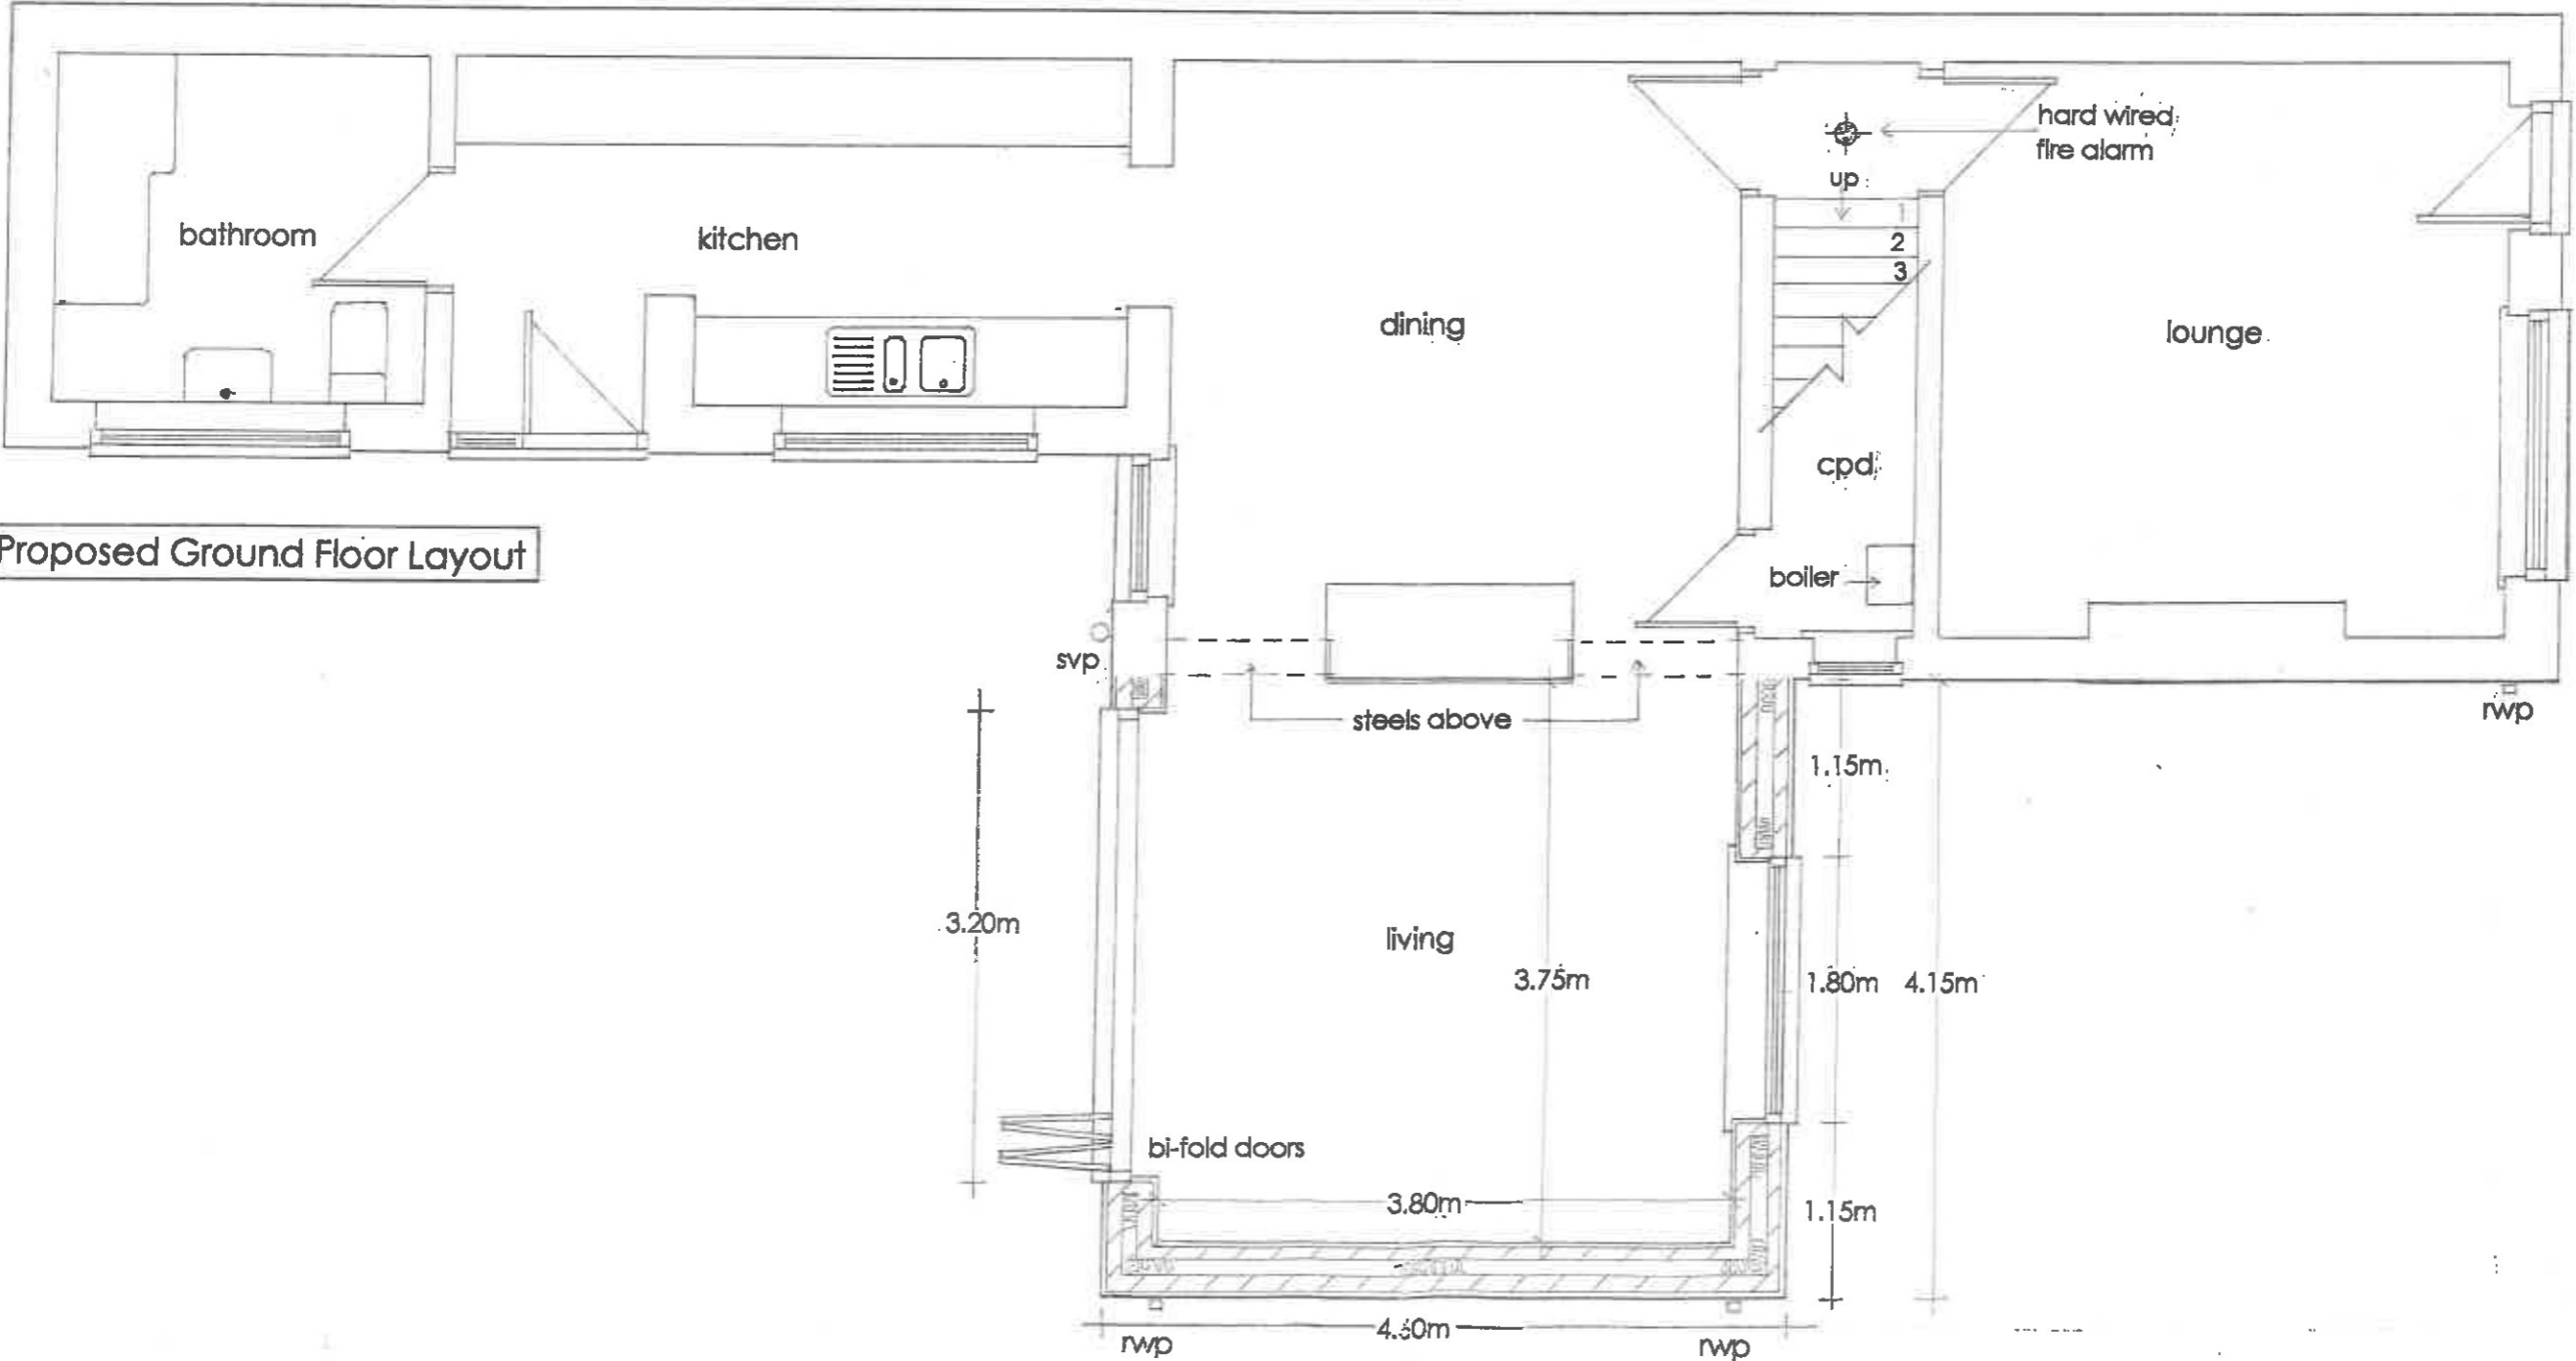 hard wired
fire alarm
up
1
2
3
bathroom
kitchen
dining
lounge
cpd
Proposed Ground Floor Layout
boiler
svp
steels above
rwp
1.15m
3.20m
living
3.75m
1.80m
4.15m
bi-fold doors
3.80m
1.15m
rwp
rwp